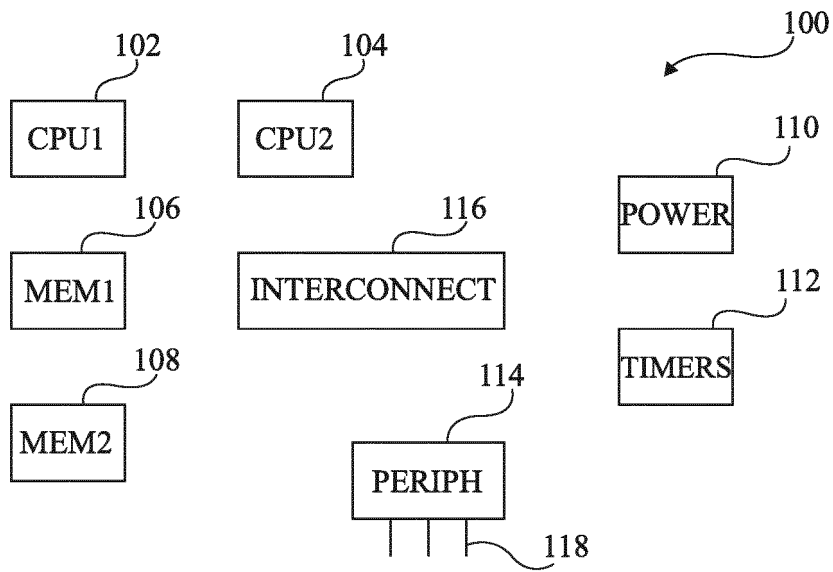 100
102
104
CPU1
CPU2
110
POWER
106
116
MEM1
INTERCONNECT
112
TIMERS
108
MEM2
114
PERIPH
118